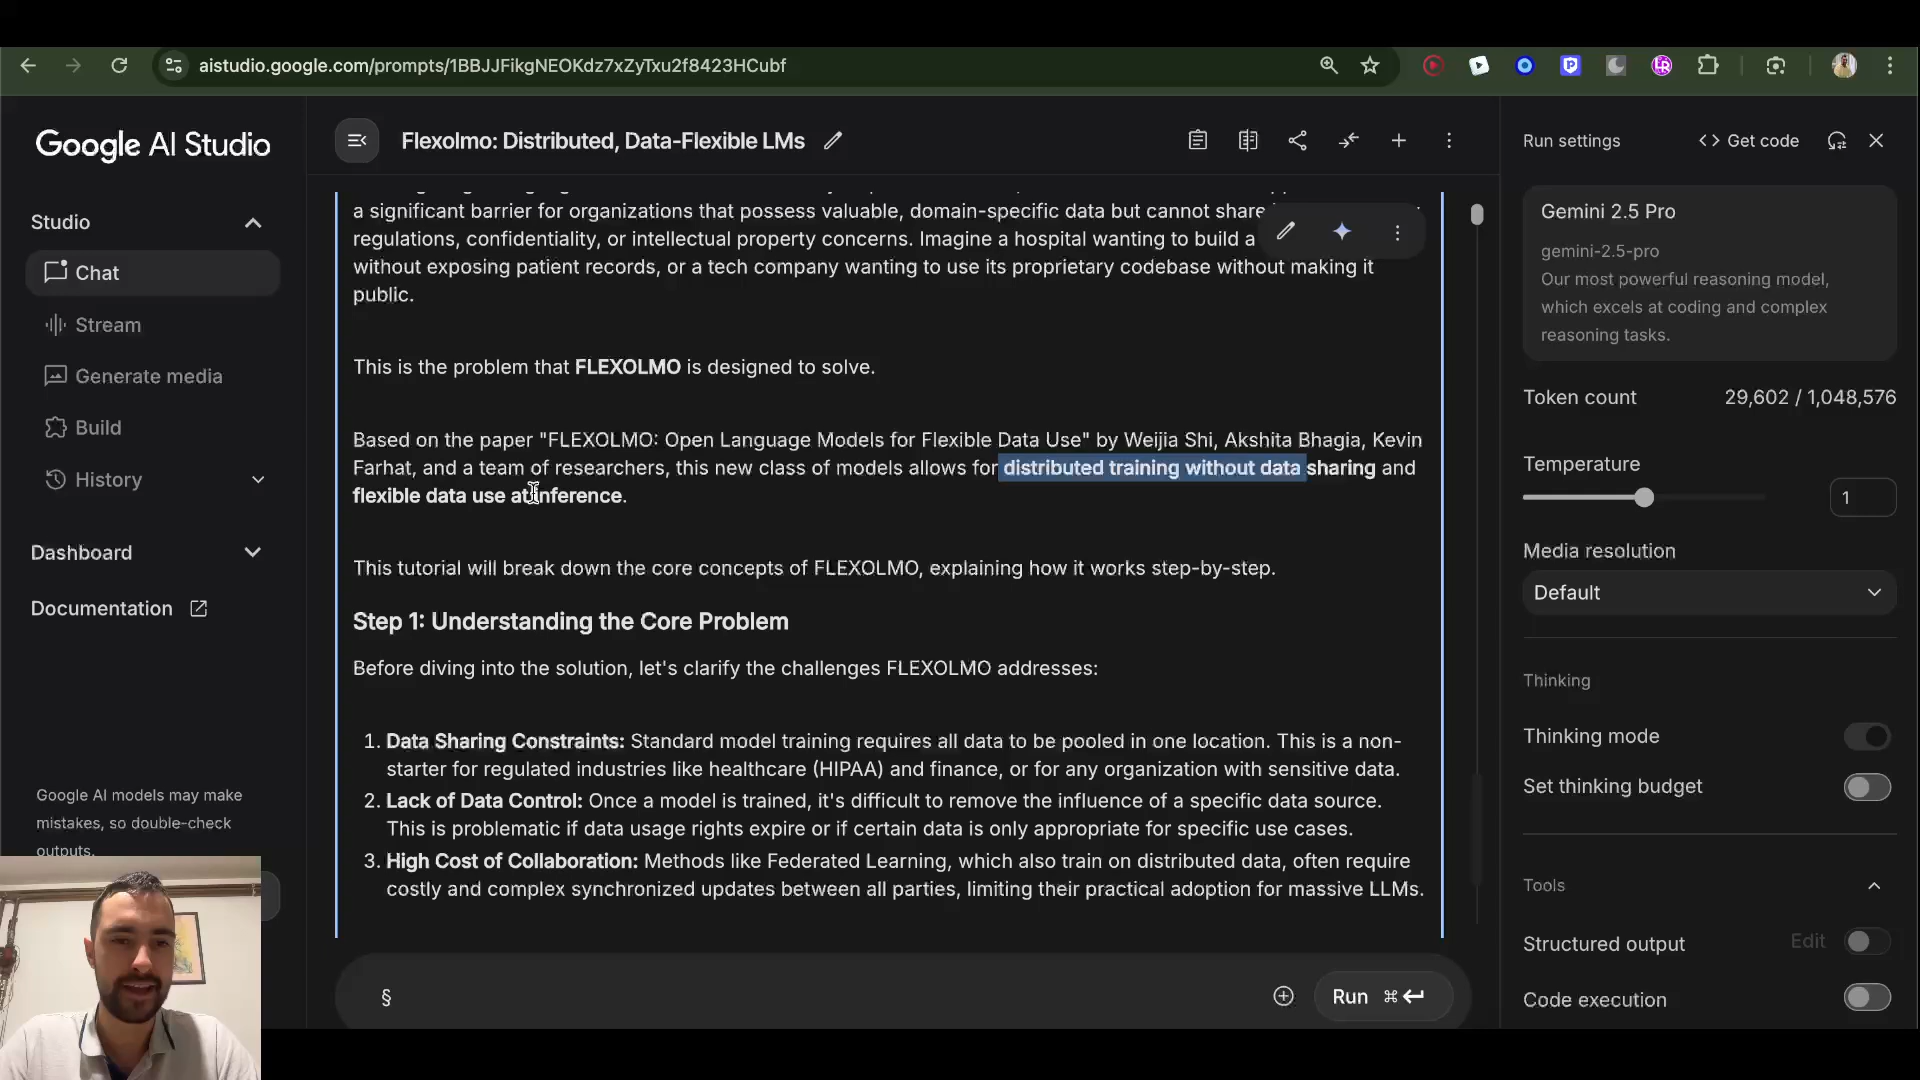 aistudio.google.com/prompts/1BBJJFikgNEOKdz7xZyTxu2f8423HCubf
Google AI Studio
Studio
Chat
Stream
Generate media
Build
History
Dashboard
Documentation
Google AI models may make
mistakes, so double-check
outputs.
Flexolmo: Distributed, Data-Flexible LMs
a significant barrier for organizations that possess valuable, domain-specific data but cannot share
regulations, confidentiality, or intellectual property concerns. Imagine a hospital wanting to build a
without exposing patient records, or a tech company wanting to use its proprietary codebase without making it
public.
This is the problem that FLEXOLMO is designed to solve.
Based on the paper "FLEXOLMO: Open Language Models for Flexible Data Use" by Weijia Shi, Akshita Bhagia, Kevin
Farhat, and a team of researchers, this new class of models allows for distributed training without data sharing and
flexible data use at inference.
This tutorial will break down the core concepts of FLEXOLMO, explaining how it works step-by-step.
Step 1: Understanding the Core Problem
Before diving into the solution, let's clarify the challenges FLEXOLMO addresses:
1. Data Sharing Constraints: Standard model training requires all data to be pooled in one location. This is a non-
starter for regulated industries like healthcare (HIPAA) and finance, or for any organization with sensitive data.
2. Lack of Data Control: Once a model is trained, it's difficult to remove the influence of a specific data source.
This is problematic if data usage rights expire or if certain data is only appropriate for specific use cases.
3. High Cost of Collaboration: Methods like Federated Learning, which also train on distributed data, often require
costly and complex synchronized updates between all parties, limiting their practical adoption for massive LLMs.
§
Run ⌘
Run settings
<> Get code
Gemini 2.5 Pro
gemini-2.5-pro
Our most powerful reasoning model,
which excels at coding and complex
reasoning tasks.
Token count 29,602 / 1,048,576
Temperature
1
Media resolution
Default
Thinking
Thinking mode
Set thinking budget
Tools
Structured output Edit
Code execution